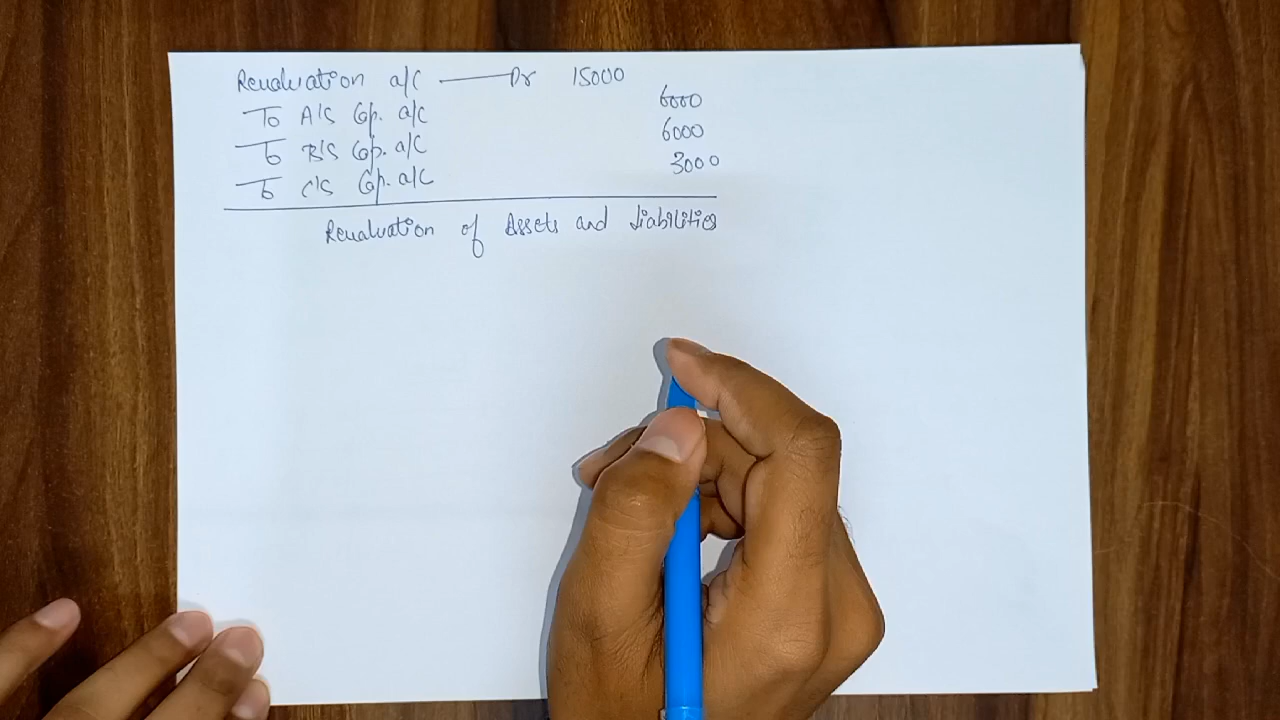 Revaluation a/c ——— Dr 15000
To A's Cap. a/c 6000
To B's Cap. a/c 6000
To C's Cap. a/c 3000
Revaluation of Assets and Liabilities